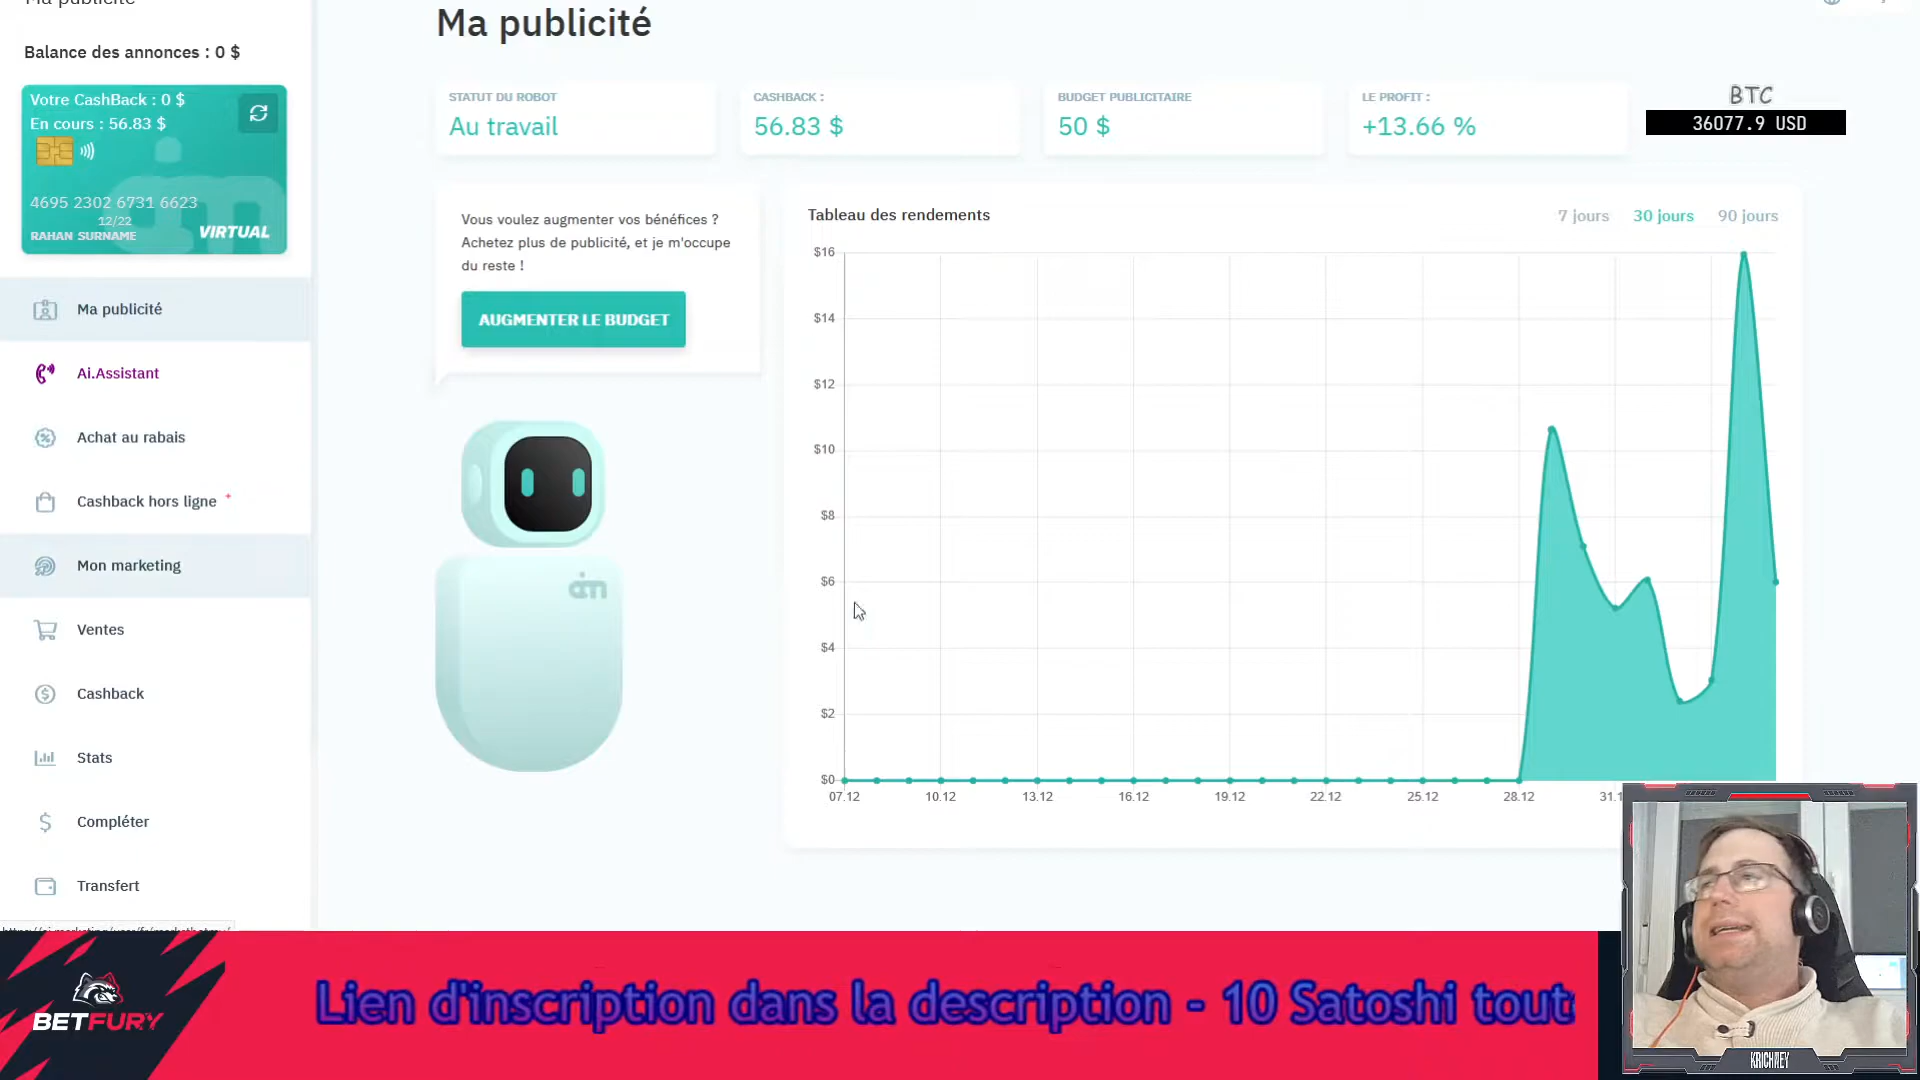 Ma publicité
Balance des annonces : 0 $
Votre CashBack : 0 $
En cours : 56.83 $
4695 2302 6731 6623
12/22
RAHAN SURNAME
VIRTUAL
Ma publicité
Ai.Assistant
Achat au rabais
Cashback hors ligne *
Mon marketing
Ventes
Cashback
Stats
Compléter
Transfert
Ma publicité
STATUT DU ROBOT
Au travail
CASHBACK :
56.83 $
BUDGET PUBLICITAIRE
50 $
LE PROFIT :
+13.66 %
BTC
36077.9 USD
Vous voulez augmenter vos bénéfices ?
Achetez plus de publicité, et je m'occupe
du reste !
AUGMENTER LE BUDGET
aim
Tableau des rendements
7 jours 30 jours 90 jours
$16
$14
$12
$10
$8
$6
$4
$2
$0
07.12 10.12 13.12 16.12 19.12 22.12 25.12 28.12
BETFURY
Lien d'inscription dans la description - 10 Satoshi tout
KRICHREY